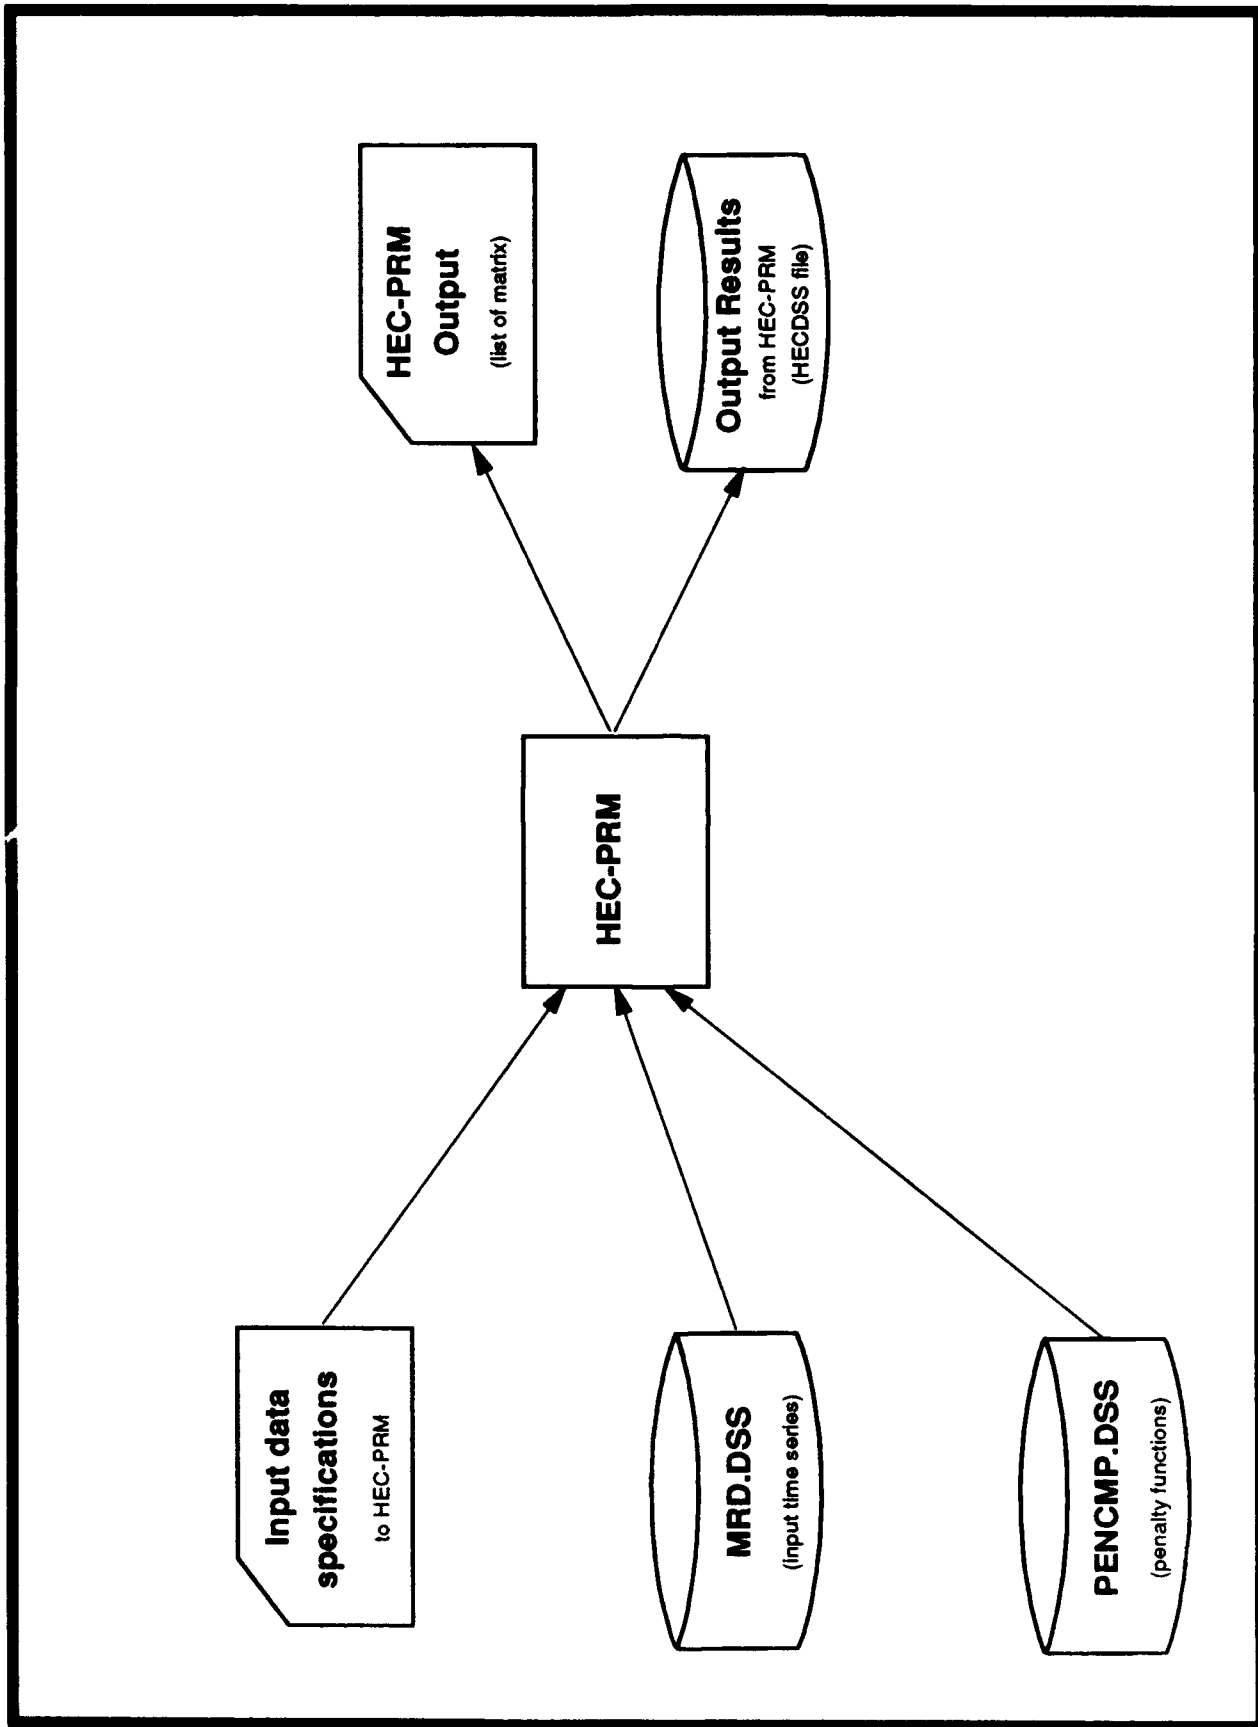 Input data
specifications
to HEC-PRM
MRD.DSS
(input time series)
PENCMP.DSS
(penalty functions)
HEC-PRM
HEC-PRM
Output
(list of matrix)
Output Results
from HEC-PRM
(HECDSS file)